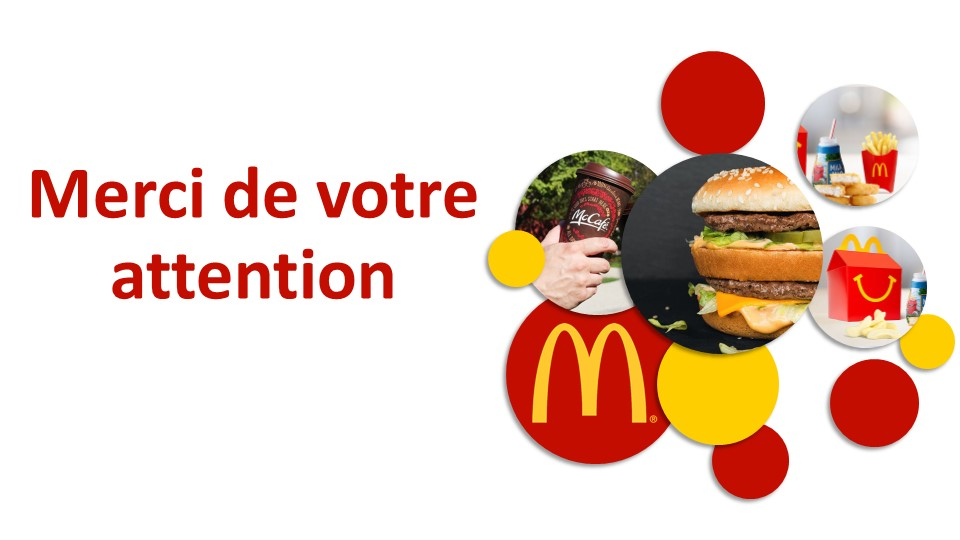 Merci de votre
attention
McCafé
M
®